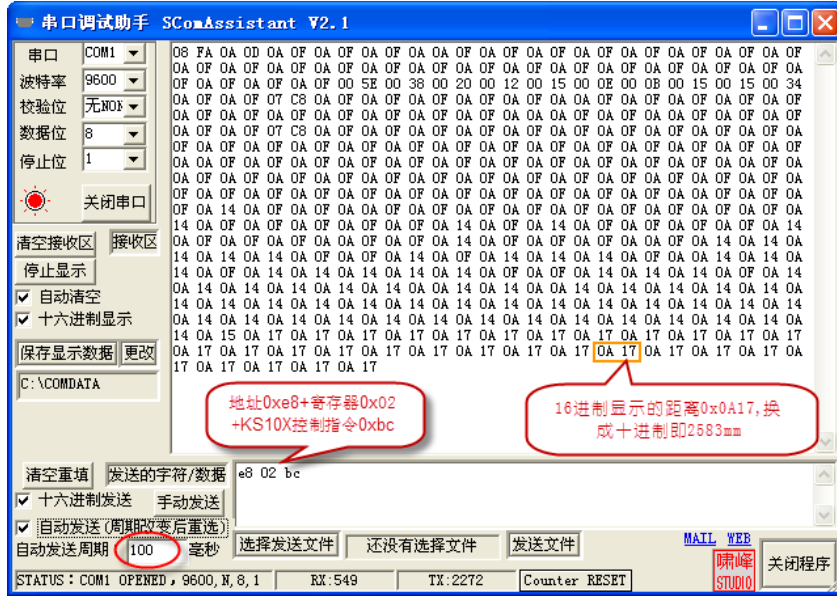 串口调试助手 SComAssistant V2.1
串口 COM1
波特率 9600
校验位 无NON
数据位 8
停止位 1
关闭串口
清空接收区 接收区
停止显示
自动清空
十六进制显示
保存显示数据 更改
C:\COMDATA
08 FA 0A 0D 0A 0F 0A 0F 0A 0F 0A 0A 0F 0A 0F 0A 0F 0A 0F 0A 0F 0A 0F 0A 0F 0A 0F
0A 0F 0A 0F 0A 0F 0A 0F 0A 0F 0A 0F 0A 0F 0A 0F 0A 0F 0A 0F 0A 0F 0A 0F 0A 0F 0A
0F 0A 0F 0A 0F 0A 0F 00 5E 00 38 00 20 00 12 00 15 00 0E 00 0B 00 15 00 15 00 34
0A 0F 0A 0F 07 C8 0A 0F 0A 0F 0A 0F 0A 0F 0A 0F 0A 0F 0A 0F 0A 0F 0A 0F 0A 0F 0A
0F 0A 0F 0A 0F 0A 0F 0A 0F 0A 0F 0A 0F 0A 0F 0A 0F 0A 0F 0A 0F 0A 0F 0A 0F 0A 0F
0A 0F 0A 0F 07 C8 0A 0F 0A 0F 0A 0F 0A 0F 0A 0F 0A 0F 0A 0F 0A 0F 0A 0F 0A 0F 0A
0F 0A 0F 0A 0F 0A 0F 0A 0F 0A 0F 0A 0F 0A 0F 0A 0F 0A 0F 0A 0F 0A 0F 0A 0F 0A 0F
0A 0F 0A 0F 0A 0F 0A 0F 0A 0F 0A 0F 0A 0F 0A 0F 0A 0F 0A 0F 0A 0F 0A 0F 0A 0F 0A
0F 0A 0F 0A 0F 0A 0F 0A 0F 0A 0F 0A 0F 0A 0F 0A 0F 0A 0F 0A 0F 0A 0F 0A 0F 0A 0F
0F 0A 0F 0A 0F 0A 0F 0A 0F 0A 0F 0A 0F 0A 0F 0A 0F 0A 0F 0A 0F 0A 0F 0A 0F 0A 0F
0F 0A 14 0A 0F 0A 0F 0A 0F 0A 0F 0A 0F 0A 0F 0A 0F 0A 0F 0A 0F 0A 0F 0A 0F 0A 0F
14 0A 0F 0A 0F 0A 0F 0A 0F 0A 0F 0A 14 0A 0F 0A 14 0A 0F 0A 0F 0A 0F 0A 0F 0A 14
0A 0F 0A 0F 0A 0F 0A 0F 0A 0F 0A 0F 0A 0F 0A 0F 0A 0F 0A 0F 0A 0F 0A 14 0A 14 0A
14 0A 14 0A 14 0A 0F 0A 14 0A 0F 0A 0F 0A 14 0A 14 0A 14 0A 0F 0A 0F 0A 14 0A 14
14 0A 0F 0A 0F 0A 14 0A 14 0A 14 0A 14 0A 0F 0A 0F 0A 14 0A 14 0A 14 0A 0F 0A 14
0A 14 0A 14 0A 14 0A 14 0A 14 0A 14 0A 14 0A 14 0A 14 0A 14 0A 14 0A 14 0A 14 0A
14 0A 14 0A 14 0A 14 0A 14 0A 14 0A 14 0A 14 0A 14 0A 14 0A 14 0A 14 0A 14 0A 14
0A 14 0A 14 0A 14 0A 14 0A 14 0A 14 0A 14 0A 14 0A 14 0A 14 0A 14 0A 14 0A 14 0A
14 0A 15 0A 17 0A 17 0A 17 0A 17 0A 17 0A 17 0A 17 0A 17 0A 17 0A 17 0A 17 0A 17
0A 17 0A 17 0A 17 0A 17 0A 17 0A 17 0A 17 0A 17 0A 17 0A 17 0A 17 0A 17 0A 17 0A
17 0A 17 0A 17 0A 17 0A 17
地址0xe8+寄存器0x02
+KS10X控制指令0xbc
16进制显示的距离0x0A17,换
成十进制即2583mm
清空重填 发送的字符/数据 e8 02 bc
十六进制发送 手动发送
自动发送(周期改变后重选)
自动发送周期 100 毫秒 选择发送文件 还没有选择文件 发送文件 MAIL WEB
啸峰
STUDIO
关闭程序
STATUS：COM1 OPENED，9600,N,8,1 RX:549 TX:2272 Counter RESET